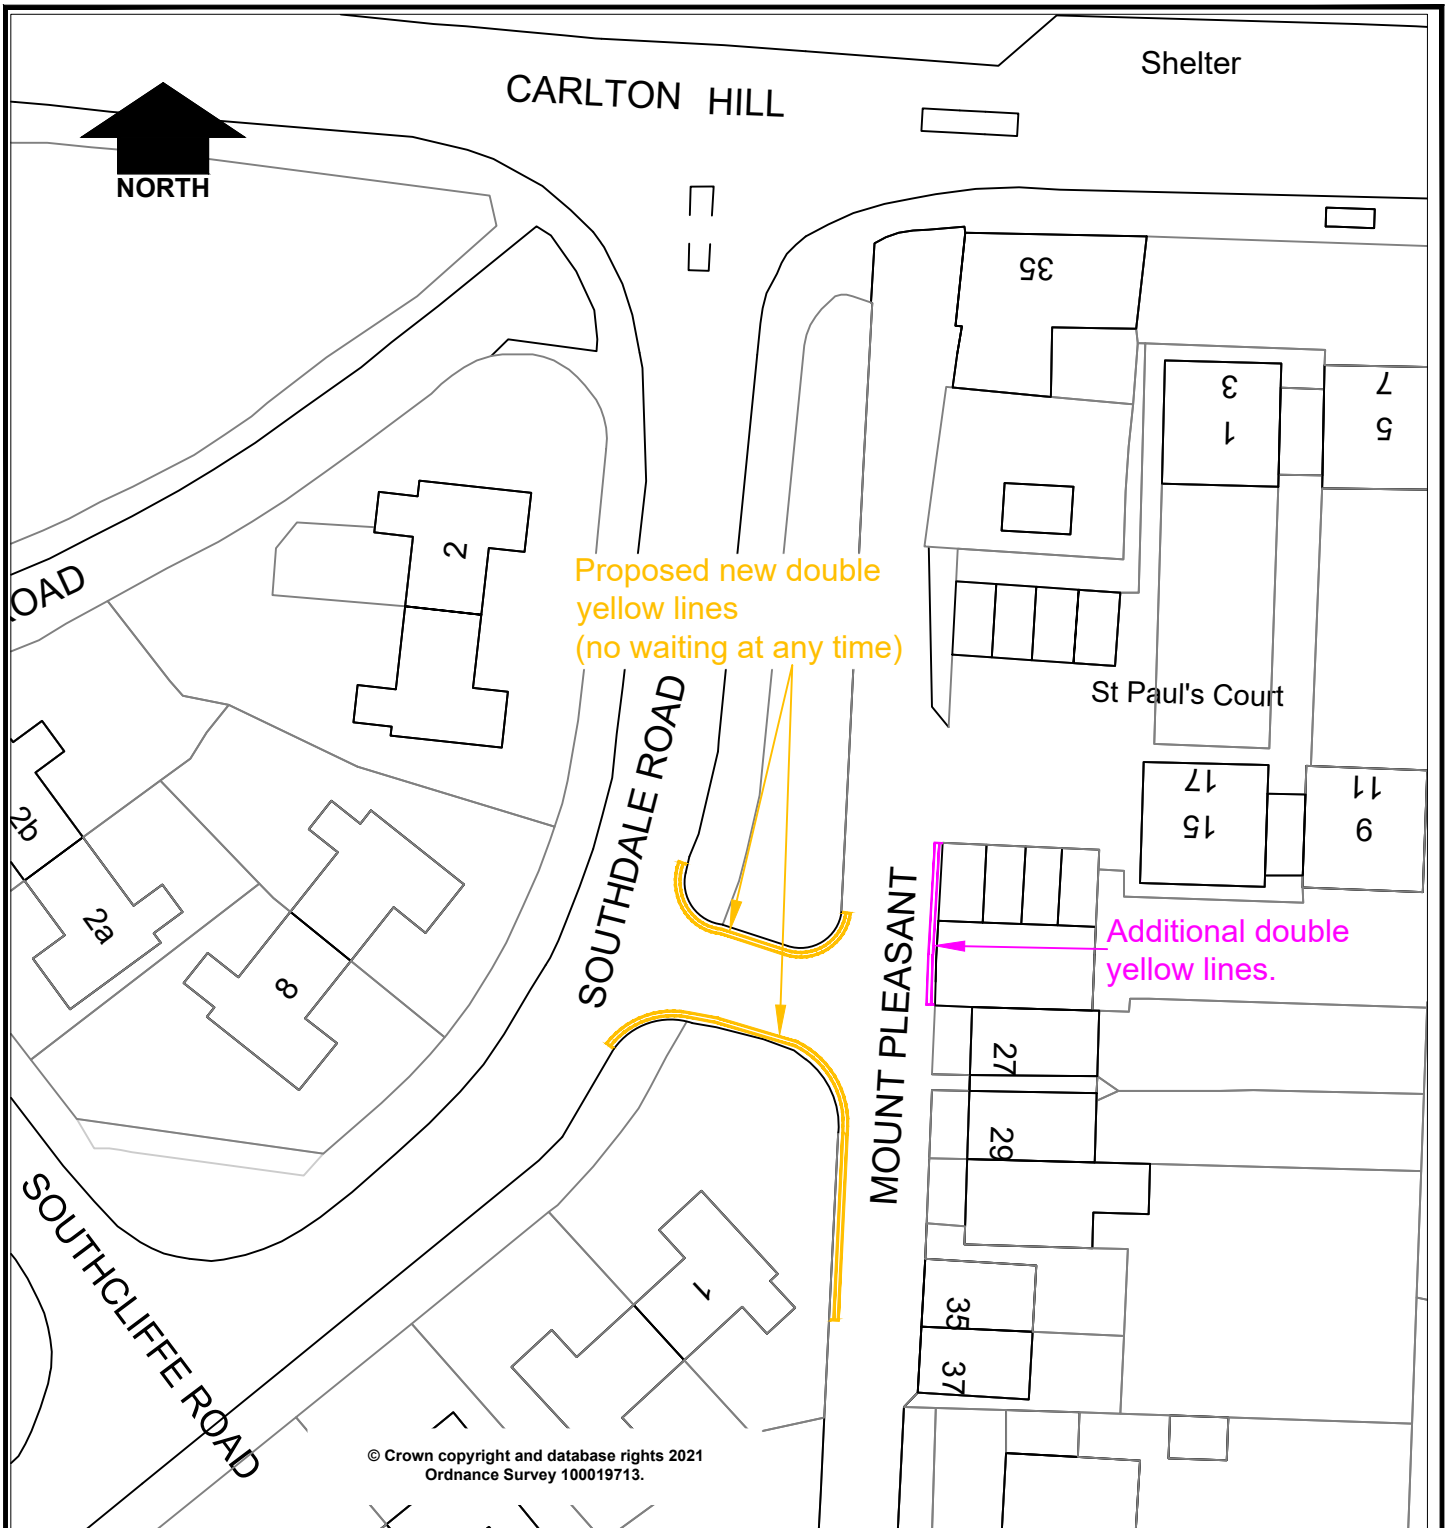 Shelter
CARLTON HILL
NORTH
35
3
1
7
5
2
OAD
Proposed new double
yellow lines
(no waiting at any time)
St Paul's Court
SOUTHDALE ROAD
17
15
11
9
2b
2a
8
MOUNT PLEASANT
Additional double
yellow lines.
27
29
SOUTHCLIFFE ROAD
1
35
37
© Crown copyright and database rights 2021
Ordnance Survey 100019713.